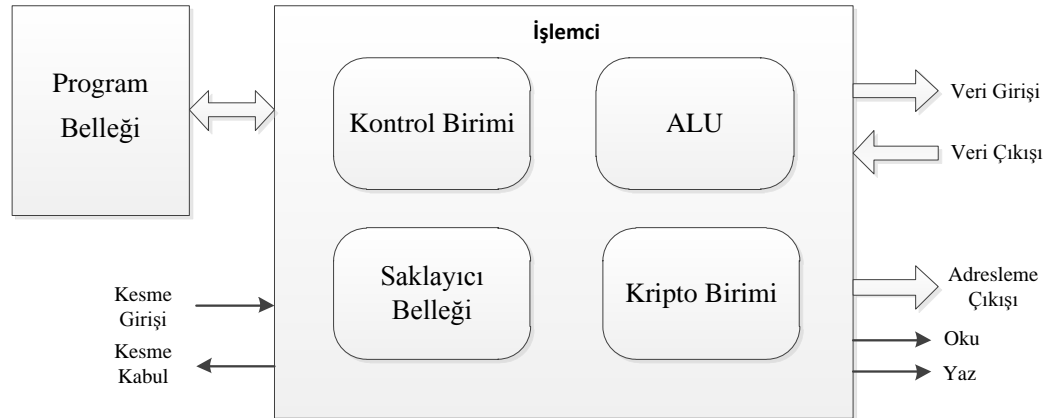 İşlemci
Program
Belleği
Kontrol Birimi
ALU
Veri Girişi
Veri Çıkışı
Saklayıcı
Belleği
Kripto Birimi
Kesme
Girişi
Kesme
Kabul
Adresleme
Çıkışı
Oku
Yaz